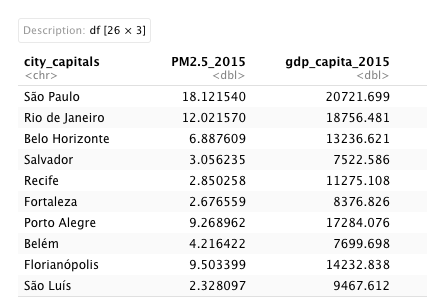 Description: df [26 × 3]
city_capitals PM2.5_2015 gdp_capita_2015
<chr> <dbl> <dbl>
São Paulo 18.121540 20721.699
Rio de Janeiro 12.021570 18756.481
Belo Horizonte 6.887609 13236.621
Salvador 3.056235 7522.586
Recife 2.850258 11275.108
Fortaleza 2.676559 8376.826
Porto Alegre 9.268962 17284.076
Belém 4.216422 7699.698
Florianópolis 9.503399 14232.838
São Luís 2.328097 9467.612